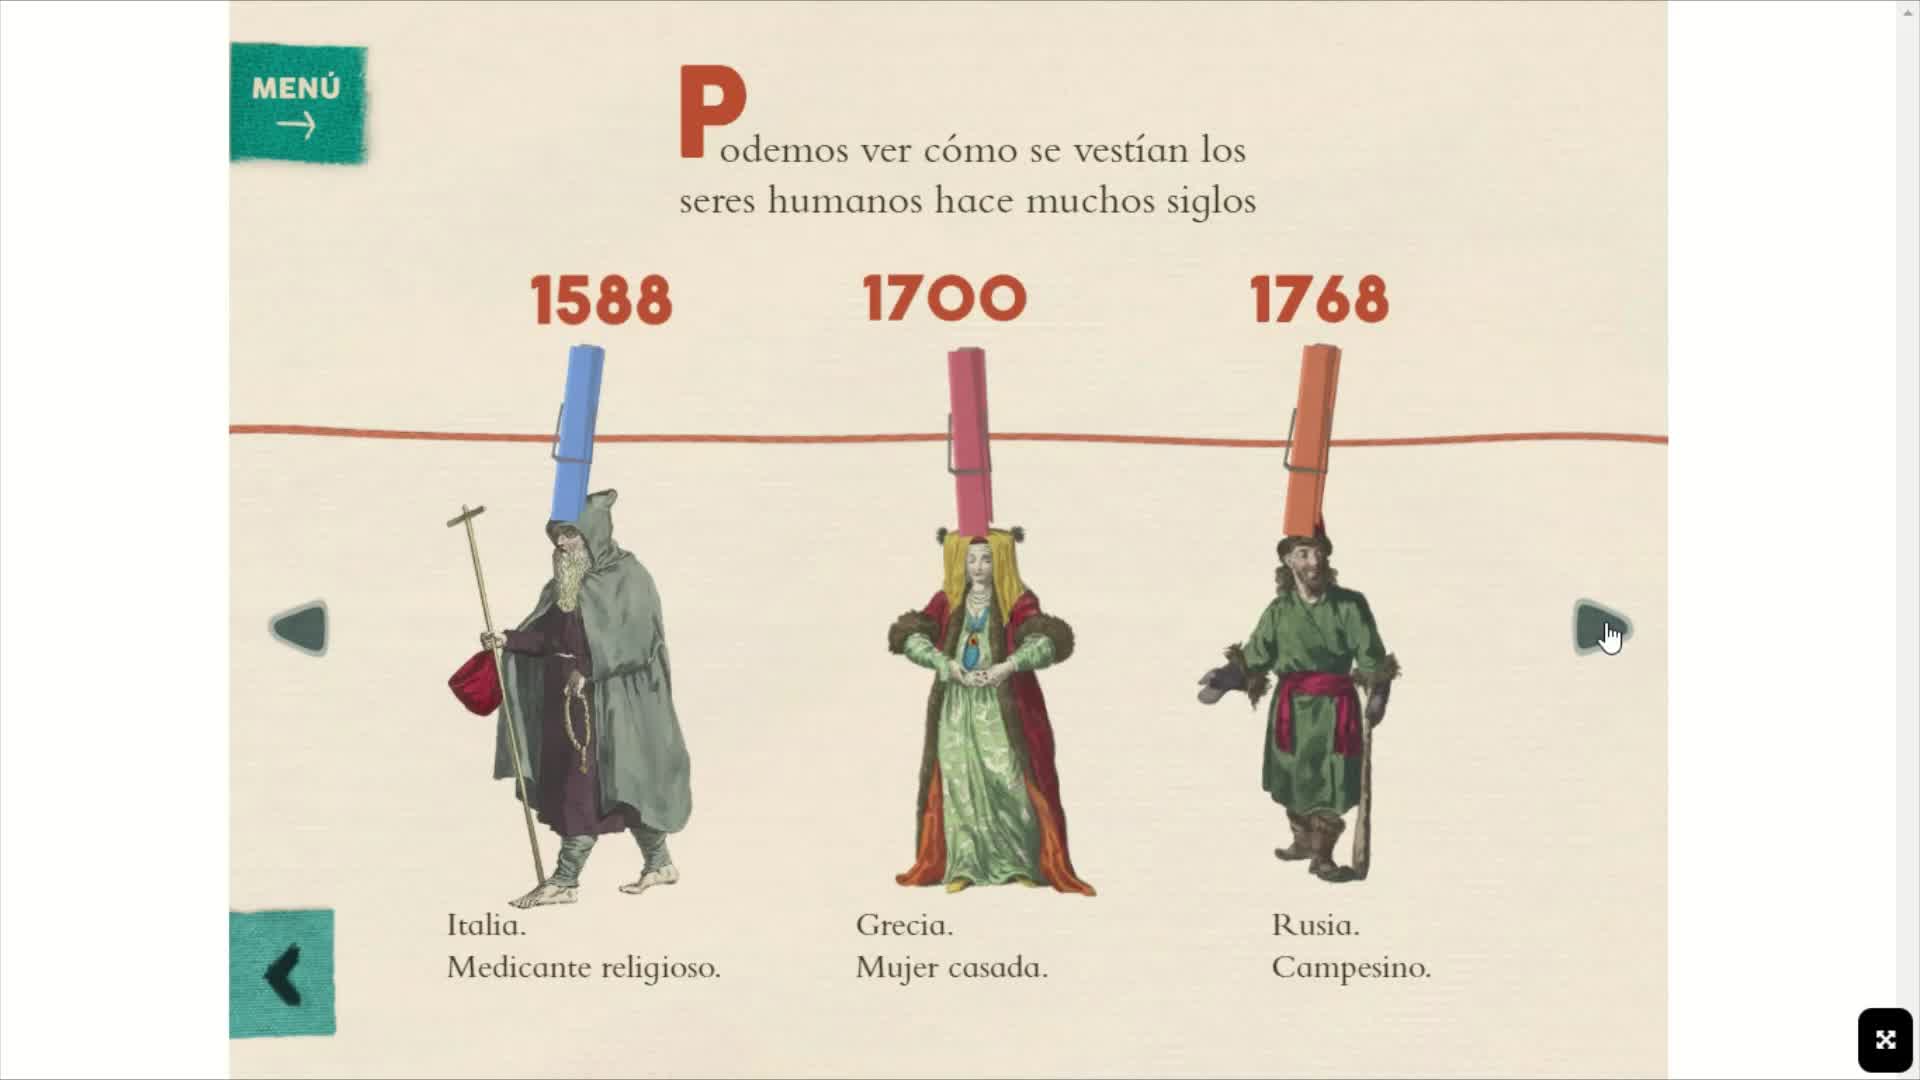 MENÚ
Podemos ver cómo se vestían los
seres humanos hace muchos siglos
1588
1700
1768
Italia.
Medicante religioso.
Grecia.
Mujer casada.
Rusia.
Campesino.